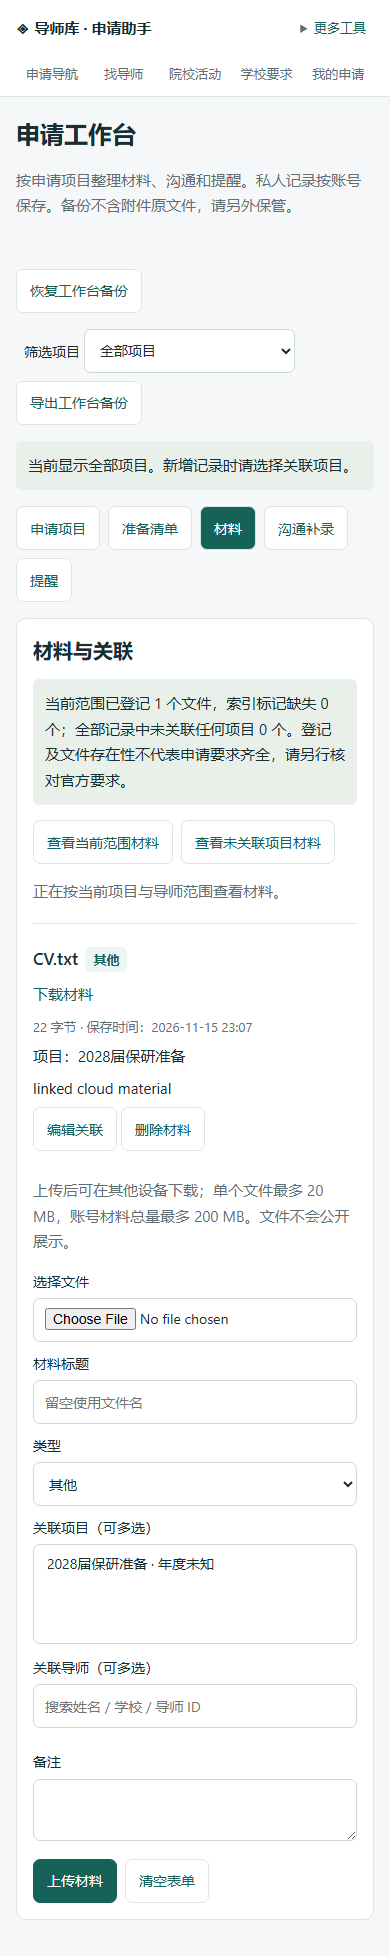 ◈ 导师库 · 申请助手
▶ 更多工具
申请导航 找导师 院校活动 学校要求 我的申请
申请工作台
按申请项目整理材料、沟通和提醒。私人记录按账号
保存。备份不含附件原文件，请另外保管。
恢复工作台备份
筛选项目 全部项目
导出工作台备份
当前显示全部项目。新增记录时请选择关联项目。
申请项目 准备清单 材料 沟通补录
提醒
材料与关联
当前范围已登记 1 个文件，索引标记缺失 0
个；全部记录中未关联任何项目 0 个。登记
及文件存在性不代表申请要求齐全，请另行核
对官方要求。
查看当前范围材料 查看未关联项目材料
正在按当前项目与导师范围查看材料。
CV.txt 其他
下载材料
22 字节 · 保存时间：2026-11-15 23:07
项目：2028届保研准备
linked cloud material
编辑关联 删除材料
上传后可在其他设备下载；单个文件最多 20
MB，账号材料总量最多 200 MB。文件不会公开
展示。
选择文件
Choose File No file chosen
材料标题
留空使用文件名
类型
其他
关联项目（可多选）
2028届保研准备 · 年度未知
关联导师（可多选）
搜索姓名 / 学校 / 导师 ID
备注
上传材料 清空表单